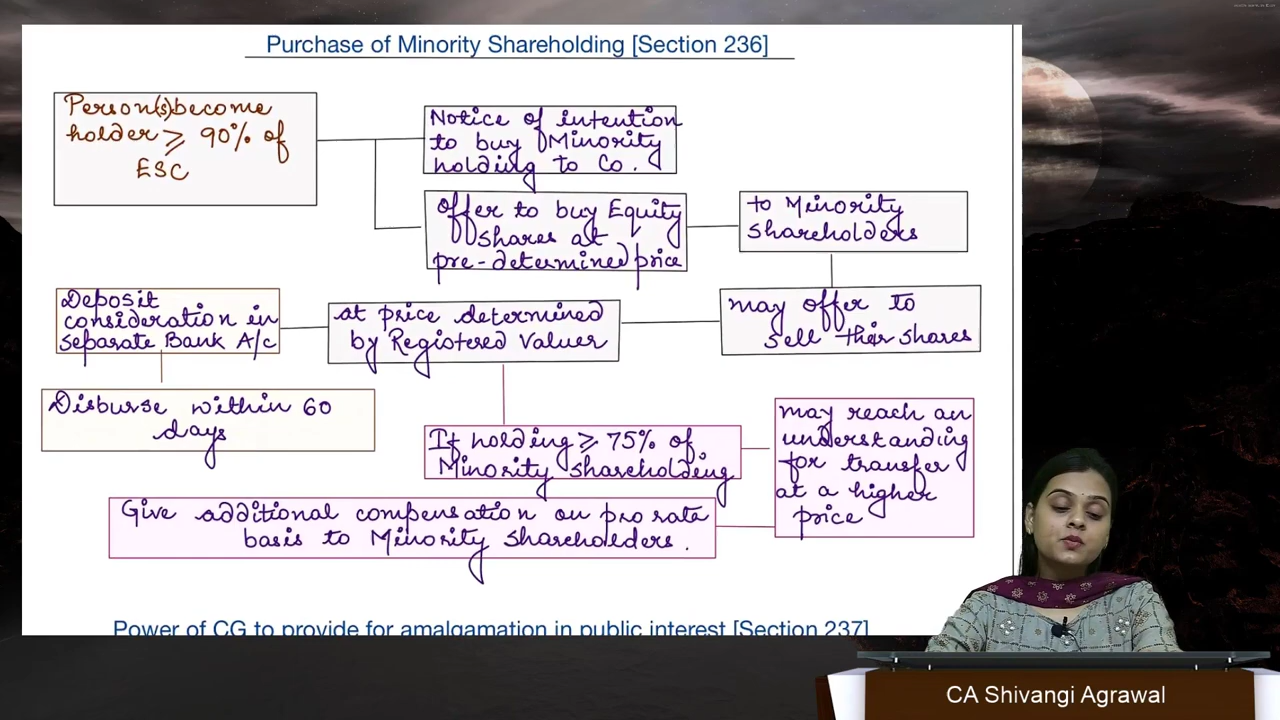 Purchase of Minority Shareholding [Section 236]
Person(s) become
holder ≥ 90% of
ESC
Notice of intention
to buy Minority
holding to Co.
offer to buy Equity
shares at
pre-determined price
to Minority
shareholders
may offer to
sell their shares
at price determined
by Registered Valuer
Deposit
consideration in
separate Bank A/c
Disburse within 60
days
If holding ≥ 75% of
Minority shareholding
may reach an
understanding
for transfer
at a higher
price
Give additional compensation on pro rata
basis to Minority shareholders.
Power of CG to provide for amalgamation in public interest [Section 237]
CA Shivangi Agrawal